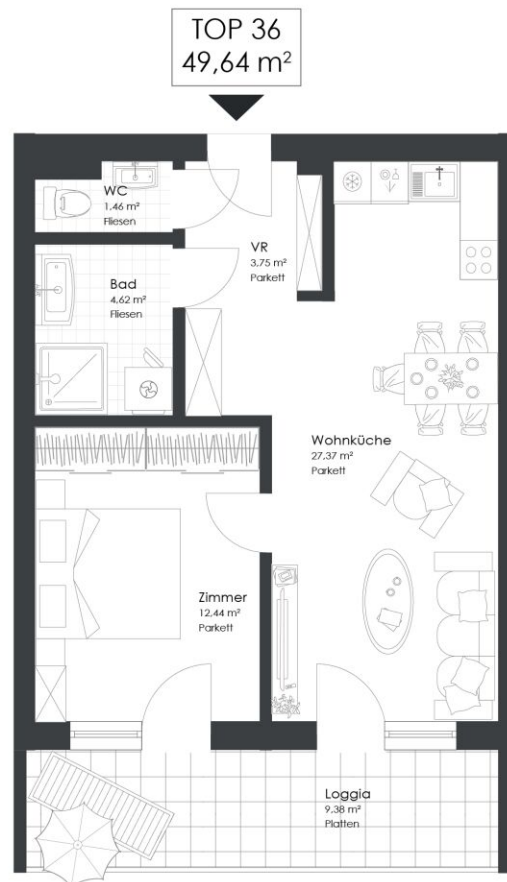 TOP 36
49,64 m²
WC
1.46 m²
Fliesen
VR
3,75 m²
Parkett
Bad
4,62 m²
Fliesen
Wohnküche
27,37 m²
Parkett
Zimmer
12,44 m²
Parkett
Loggia
9,38 m²
Platten